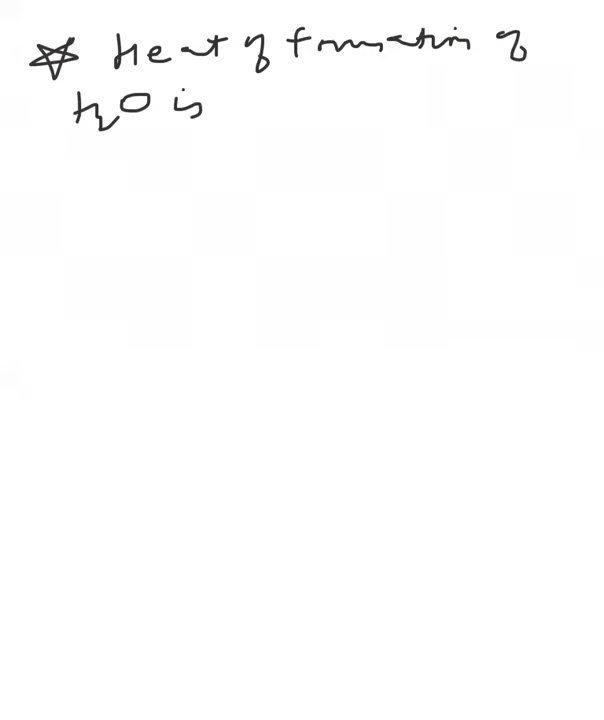 ☆ Heat of formation of
H2O is